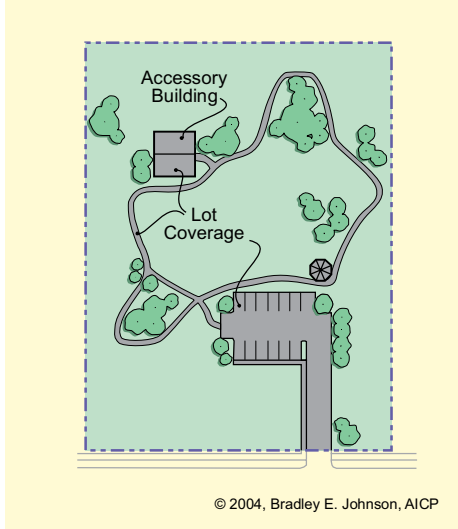 Accessory
Building
Lot
Coverage
© 2004, Bradley E. Johnson, AICP